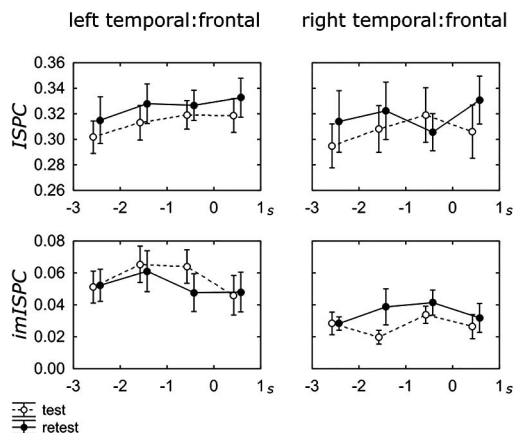 left temporal:frontal
right temporal:frontal
ISPC
0.36
0.34
0.32
0.30
0.28
0.26
-3 -2 -1 0 1 s
-3 -2 -1 0 1 s
imISPC
0.08
0.06
0.04
0.02
0.00
-3 -2 -1 0 1 s
-3 -2 -1 0 1 s
test
retest